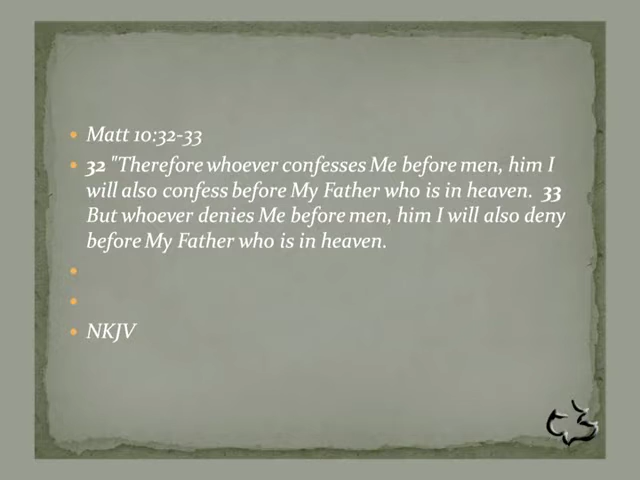 Matt 10:32-33
32 "Therefore whoever confesses Me before men, him I
will also confess before My Father who is in heaven. 33
But whoever denies Me before men, him I will also deny
before My Father who is in heaven.
NKJV